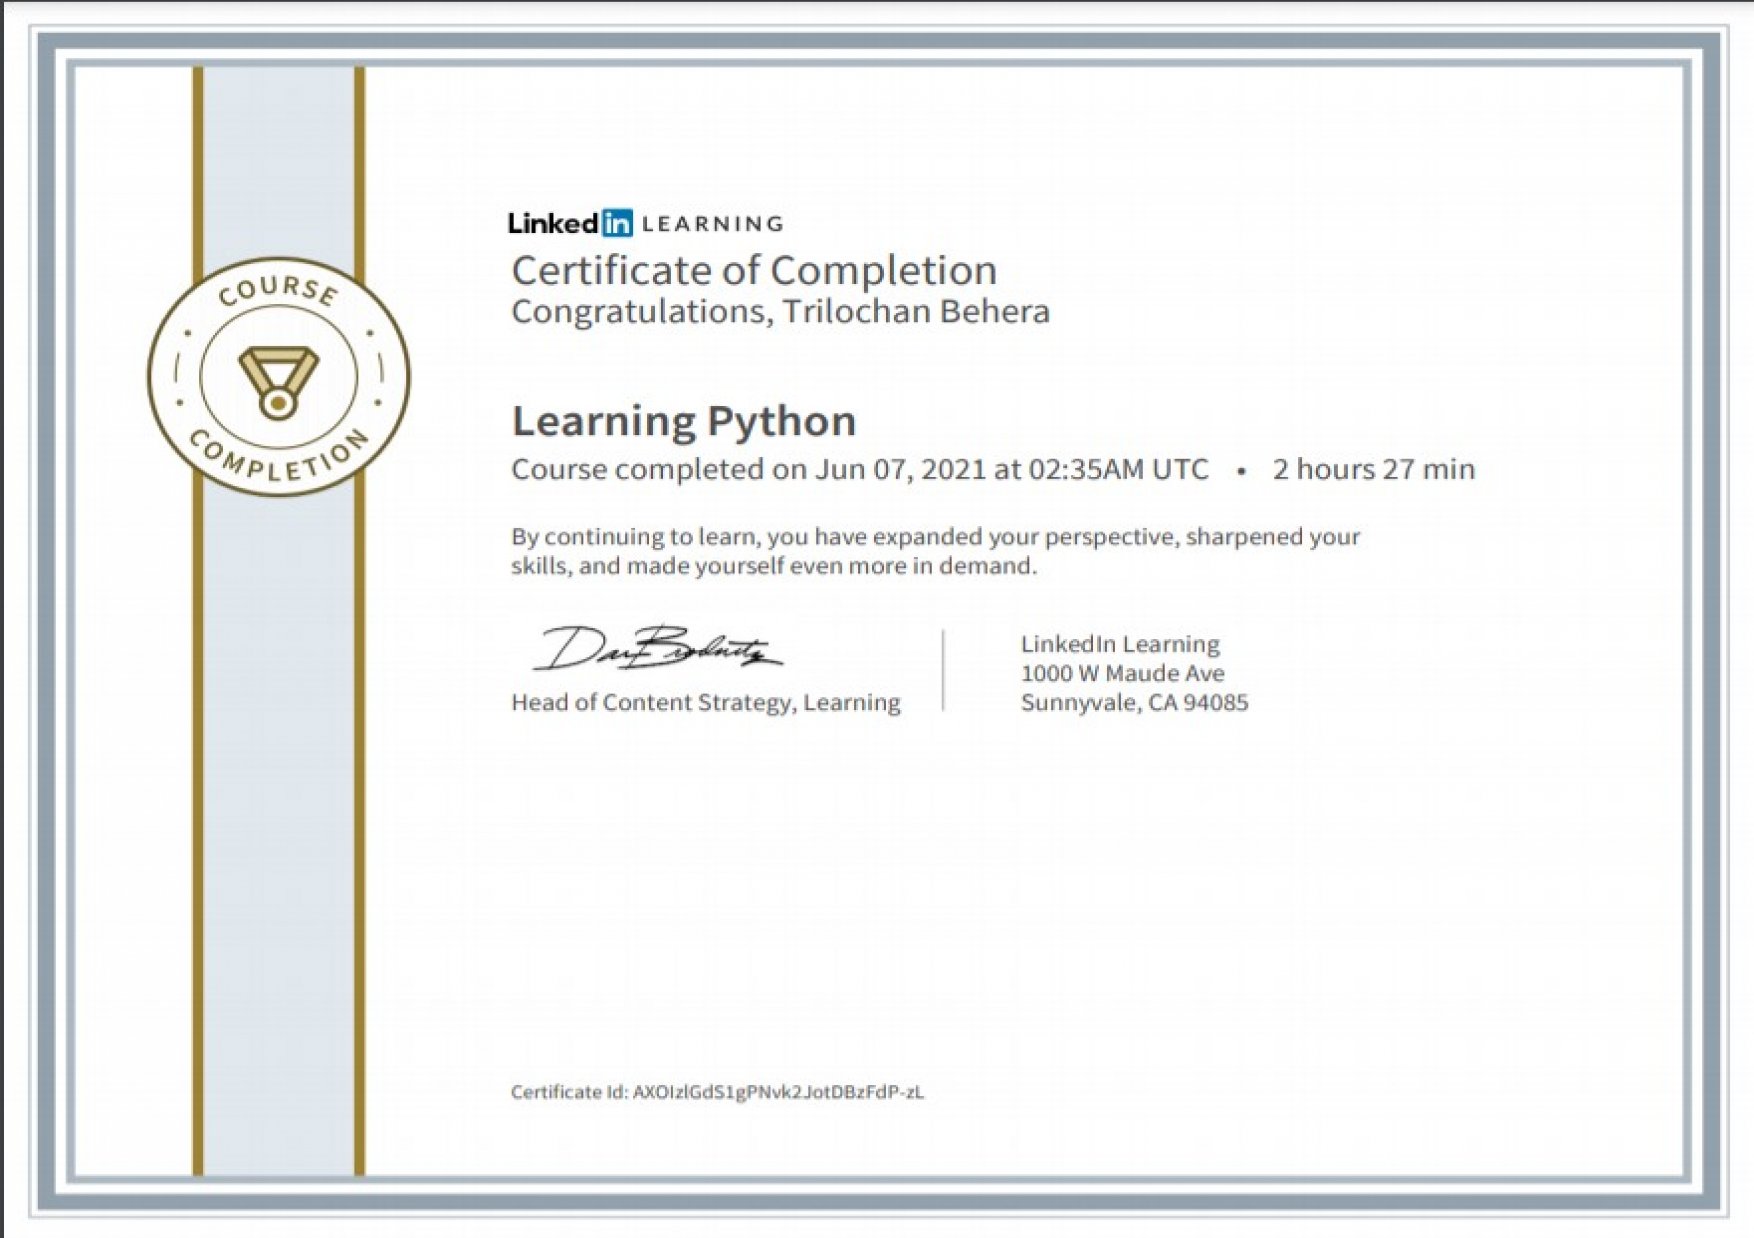 COURSE
COMPLETION
Linked in LEARNING
Certificate of Completion
Congratulations, Trilochan Behera
Learning Python
Course completed on Jun 07, 2021 at 02:35AM UTC • 2 hours 27 min
By continuing to learn, you have expanded your perspective, sharpened your
skills, and made yourself even more in demand.
Head of Content Strategy, Learning
LinkedIn Learning
1000 W Maude Ave
Sunnyvale, CA 94085
Certificate Id: AXOIzlGdS1gPNvk2JotDBzFdP-zL